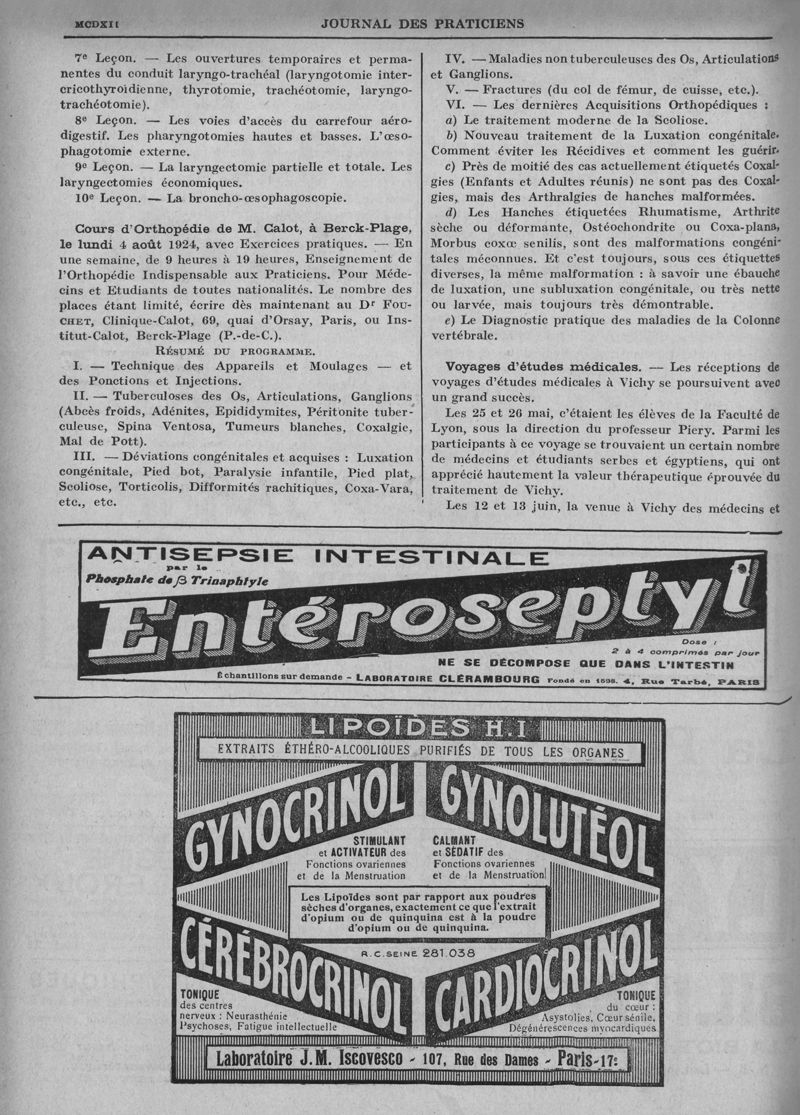 MCDXII
JOURNAL DES PRATICIENS
7e Leçon. — Les ouvertures temporaires et perma-
nentes du conduit laryngo-trachéal (laryngotomie inter-
cricothyroïdienne, thyrotomie, trachéotomie, laryngo-
trachéotomie).
8e Leçon. — Les voies d'accès du carrefour aéro-
digestif. Les pharyngotomies hautes et basses. L'œso-
phagotomie externe.
9e Leçon. — La laryngectomie partielle et totale. Les
laryngectomies économiques.
10e Leçon. — La broncho-œsophagoscopie.
Cours d'Orthopédie de M. Calot, à Berck-Plage,
le lundi 4 août 1924, avec Exercices pratiques. — En
une semaine, de 9 heures à 19 heures, Enseignement de
l'Orthopédie Indispensable aux Praticiens. Pour Méde-
cins et Etudiants de toutes nationalités. Le nombre des
places étant limité, écrire dès maintenant au Dr FOU-
CHET, Clinique-Calot, 69, quai d'Orsay, Paris, ou Ins-
titut-Calot, Berck-Plage (P.-de-C.).
RÉSUMÉ DU PROGRAMME.
I. — Technique des Appareils et Moulages — et
des Ponctions et Injections.
II. — Tuberculoses des Os, Articulations, Ganglions
(Abcès froids, Adénites, Epididymites, Péritonite tuber-
culeuse, Spina Ventosa, Tumeurs blanches, Coxalgie,
Mal de Pott).
III. — Déviations congénitales et acquises : Luxation
congénitale, Pied bot, Paralysie infantile, Pied plat,
Scoliose, Torticolis, Difformités rachitiques, Coxa-Vara,
etc., etc.
IV. — Maladies non tuberculeuses des Os, Articulations
et Ganglions.
V. — Fractures (du col de fémur, de cuisse, etc.).
VI. — Les dernières Acquisitions Orthopédiques :
a) Le traitement moderne de la Scoliose.
b) Nouveau traitement de la Luxation congénitale.
Comment éviter les Récidives et comment les guérir.
c) Près de moitié des cas actuellement étiquetés Coxal-
gies (Enfants et Adultes réunis) ne sont pas des Coxal-
gies, mais des Arthralgies de hanches malformées.
d) Les Hanches étiquetées Rhumatisme, Arthrite
sèche ou déformante, Ostéochondrite ou Coxa-plana,
Morbus coxœ senilis, sont des malformations congéni-
tales méconnues. Et c'est toujours, sous ces étiquettes
diverses, la même malformation : à savoir une ébauche
de luxation, une subluxation congénitale, ou très nette
ou larvée, mais toujours très démontrable.
e) Le Diagnostic pratique des maladies de la Colonne
vertébrale.
Voyages d'études médicales. — Les réceptions de
voyages d'études médicales à Vichy se poursuivent avec
un grand succès.
Les 25 et 26 mai, c'étaient les élèves de la Faculté de
Lyon, sous la direction du professeur Piery. Parmi les
participants à ce voyage se trouvaient un certain nombre
de médecins et étudiants serbes et égyptiens, qui ont
apprécié hautement la valeur thérapeutique éprouvée du
traitement de Vichy.
Les 12 et 13 juin, la venue à Vichy des médecins et
ANTISEPSIE INTESTINALE
par le
Phosphate de β Trinaphtyle
Entéroseptyl
Dose :
2 à 4 comprimés par jour
NE SE DÉCOMPOSE QUE DANS L'INTESTIN
Échantillons sur demande - LABORATOIRE CLÉRAMBOURG Fondé en 1898. 4, Rue Tarbé, PARIS
LIPOÏDES H.I
EXTRAITS ÉTHÉRO-ALCOOLIQUES PURIFIÉS DE TOUS LES ORGANES
GYNOCRINOL
GYNOLUTÉOL
STIMULANT
et ACTIVATEUR des
Fonctions ovariennes
et de la Menstruation
CALMANT
et SÉDATIF des
Fonctions ovariennes
et de la Menstruation
Les Lipoïdes sont par rapport aux poudres
sèches d'organes, exactement ce que l'extrait
d'opium ou de quinquina est à la poudre
d'opium ou de quinquina.
R.C. SEINE 281.038
CÉRÉBROCRINOL
CARDIOCRINOL
TONIQUE
des centres
nerveux : Neurasthénie
Psychoses, Fatigue intellectuelle
TONIQUE
du cœur :
Asystolies, Cœur sénile,
Dégénérescences myocardiques
Laboratoire J.M. Iscovesco - 107, Rue des Dames - Paris-17e